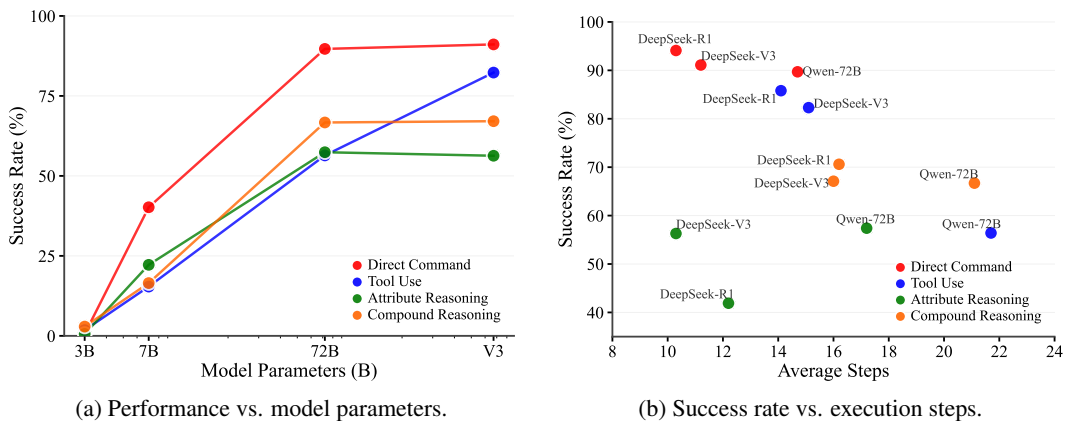 100
75
50
25
0
Success Rate (%)
3B
7B
72B
V3
Model Parameters (B)
Direct Command
Tool Use
Attribute Reasoning
Compound Reasoning
(a) Performance vs. model parameters.
100
90
80
70
60
50
40
Success Rate (%)
DeepSeek-R1
DeepSeek-V3
Qwen-72B
DeepSeek-R1
DeepSeek-V3
DeepSeek-R1
DeepSeek-V3
Qwen-72B
DeepSeek-V3
Qwen-72B
Qwen-72B
DeepSeek-R1
Direct Command
Tool Use
Attribute Reasoning
Compound Reasoning
8
10
12
14
16
18
20
22
24
Average Steps
(b) Success rate vs. execution steps.